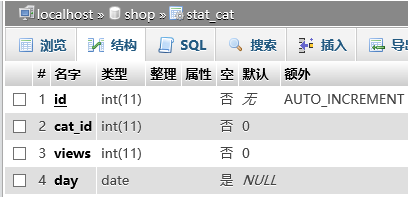 localhost » shop » stat_cat
浏览 结构 SQL 搜索 插入
# 名字 类型 整理 属性 空 默认 额外
1 id int(11) 否 无 AUTO_INCREMENT
2 cat_id int(11) 否 0
3 views int(11) 否 0
4 day date 是 NULL